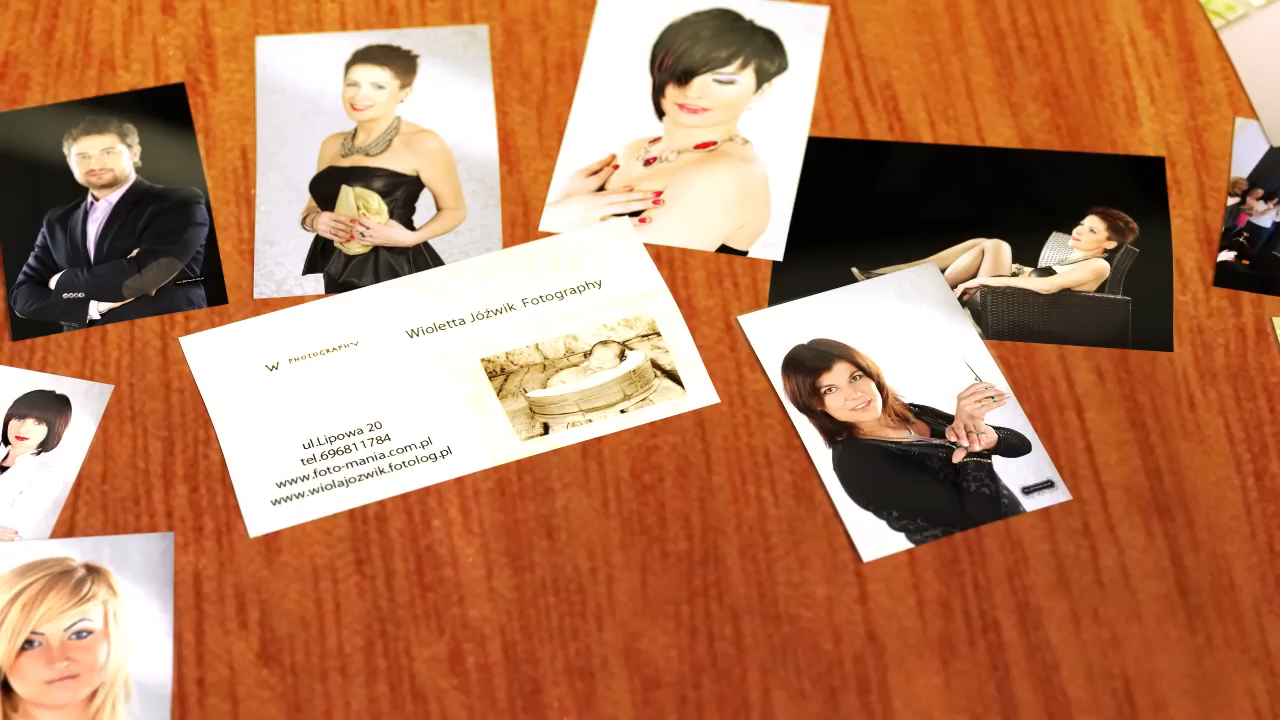 Wioletta Jóźwik Fotography
W PHOTOGRAPHY
ul.Lipowa 20
tel.696811784
www.foto-mania.com.pl
www.wiolajozwik.fotolog.pl